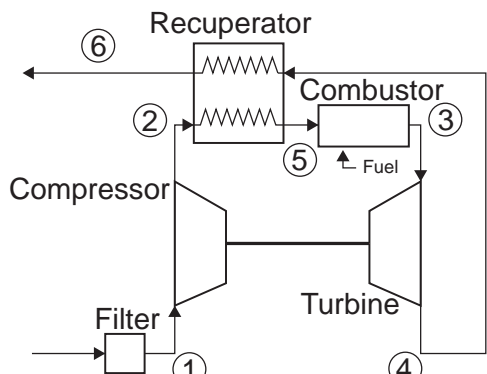 Recuperator
6
Combustor
2
3
5
Fuel
Compressor
Turbine
Filter
1
4